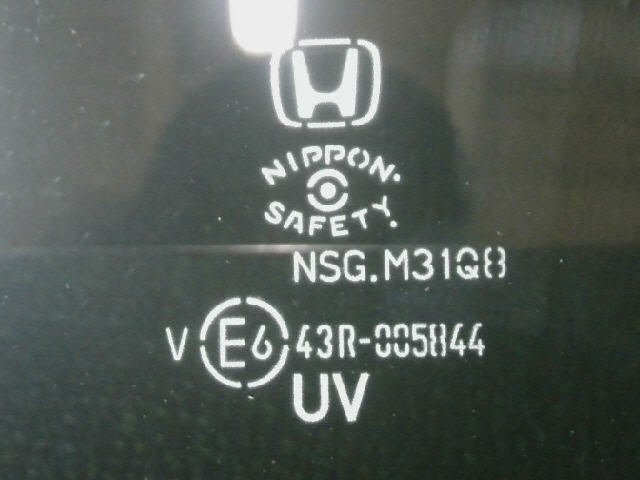 NIPPON.
SAFETY.
NSG.M31Q8
V E6 43R-005844
UV